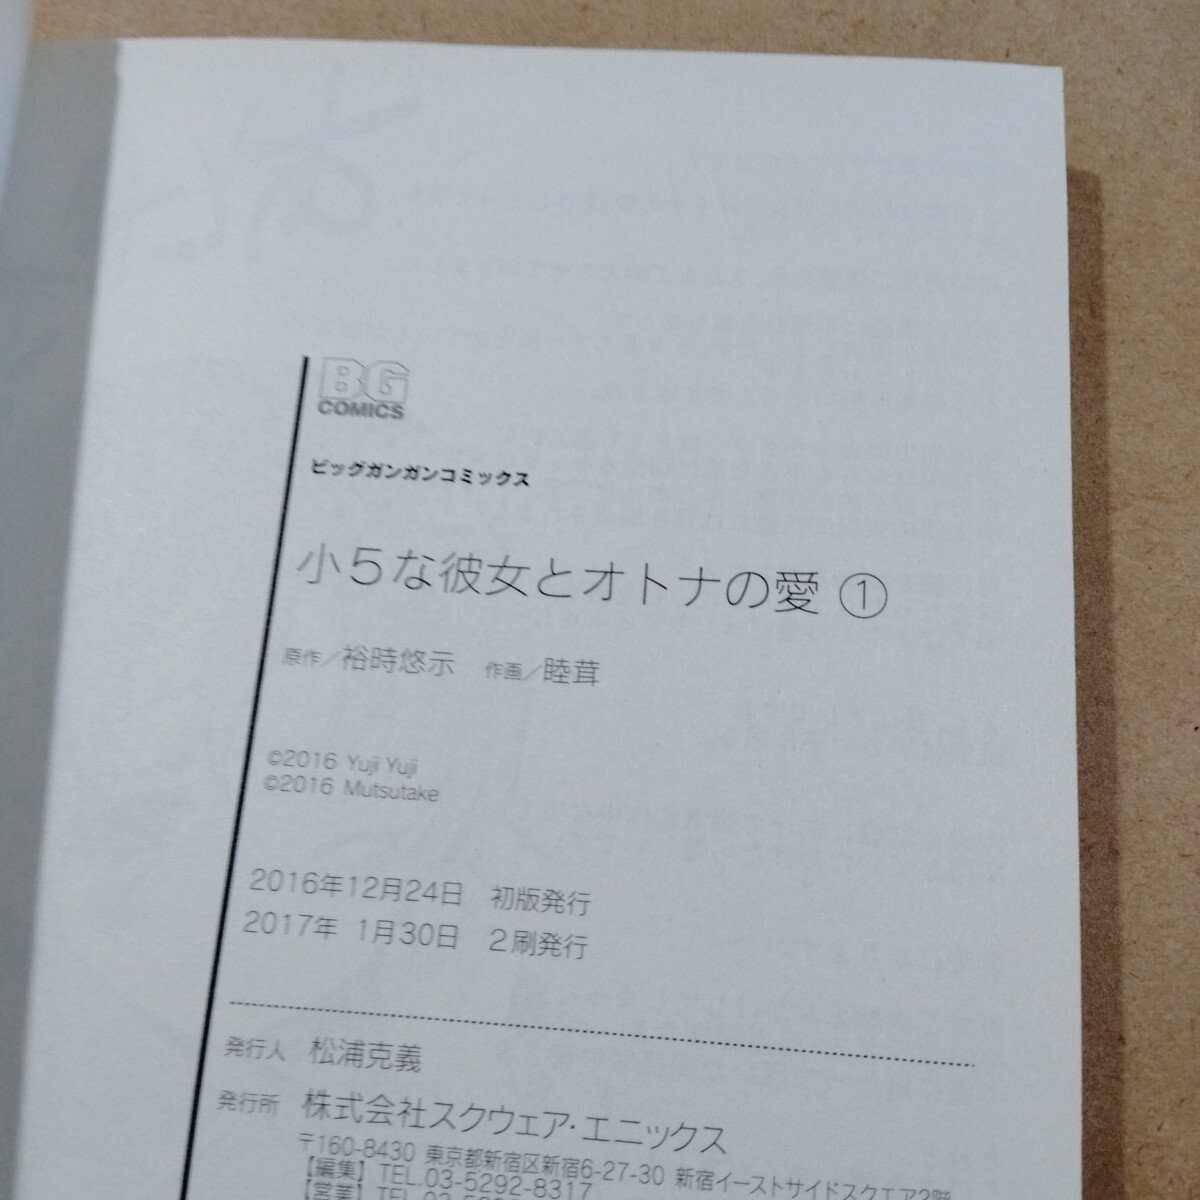 BG
COMICS
ビッグガンガンコミックス
小5な彼女とオトナの愛 ①
原作／裕時悠示 作画／睦茸
©2016 Yuji Yuji
©2016 Mutsutake
2016年12月24日 初版発行
2017年 1月30日 2刷発行
発行人 松浦克義
発行所 株式会社スクウェア・エニックス
〒160-8430 東京都新宿区新宿6-27-30 新宿イーストサイドスクエア2階
【編集】TEL.03-5292-8317
【営業】TEL.03